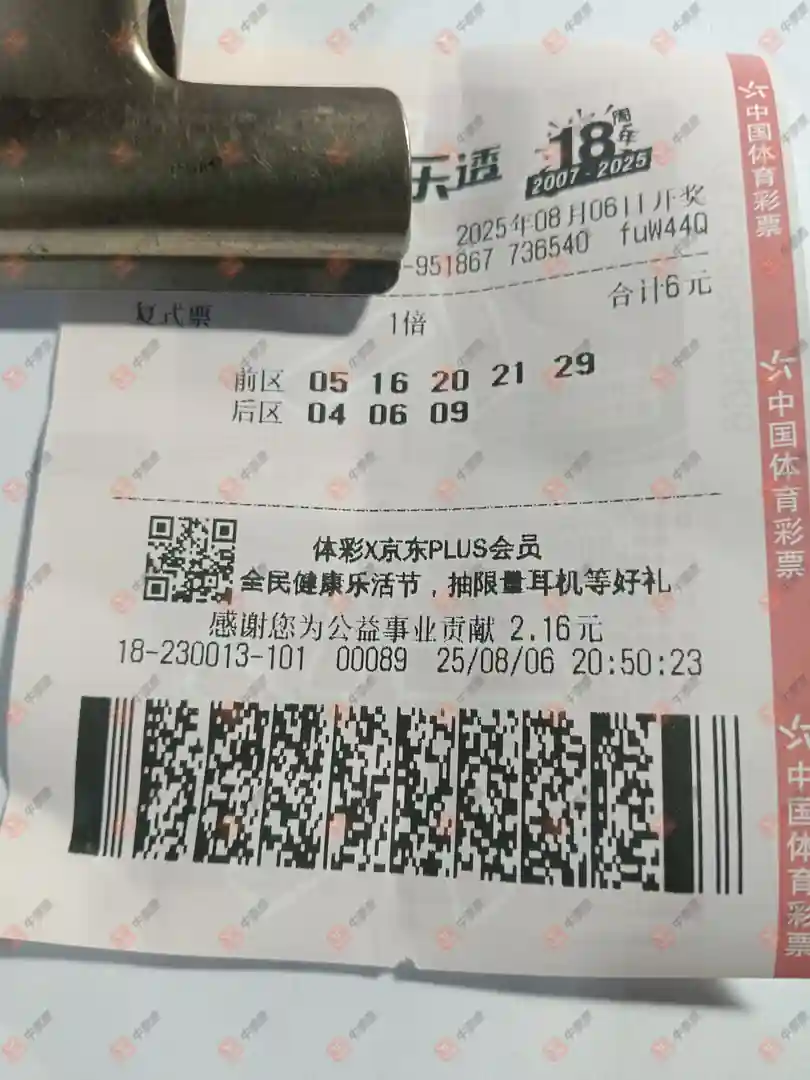 乐透
18周年
2007-2025
2025年08月06日开奖
-951867 736540 fuW44Q
合计6元
复式票
1倍
前区 05 16 20 21 29
后区 04 06 09
体彩X京东PLUS会员
全民健康乐活节，抽限量耳机等好礼
感谢您为公益事业贡献 2.16元
18-230013-101 00089 25/08/06 20:50:23
中国体育彩票
中国体育彩票
中国体育彩票